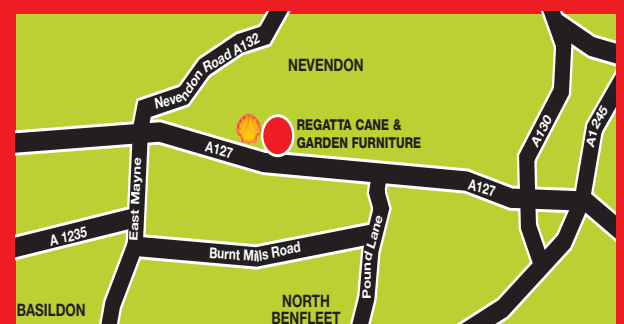 Nevendon Road A132
NEVENDON
REGATTA CANE &
GARDEN FURNITURE
A127
A130
A1245
East Mayne
A127
A 1235
Burnt Mills Road
Pound Lane
BASILDON
NORTH
BENFLEET